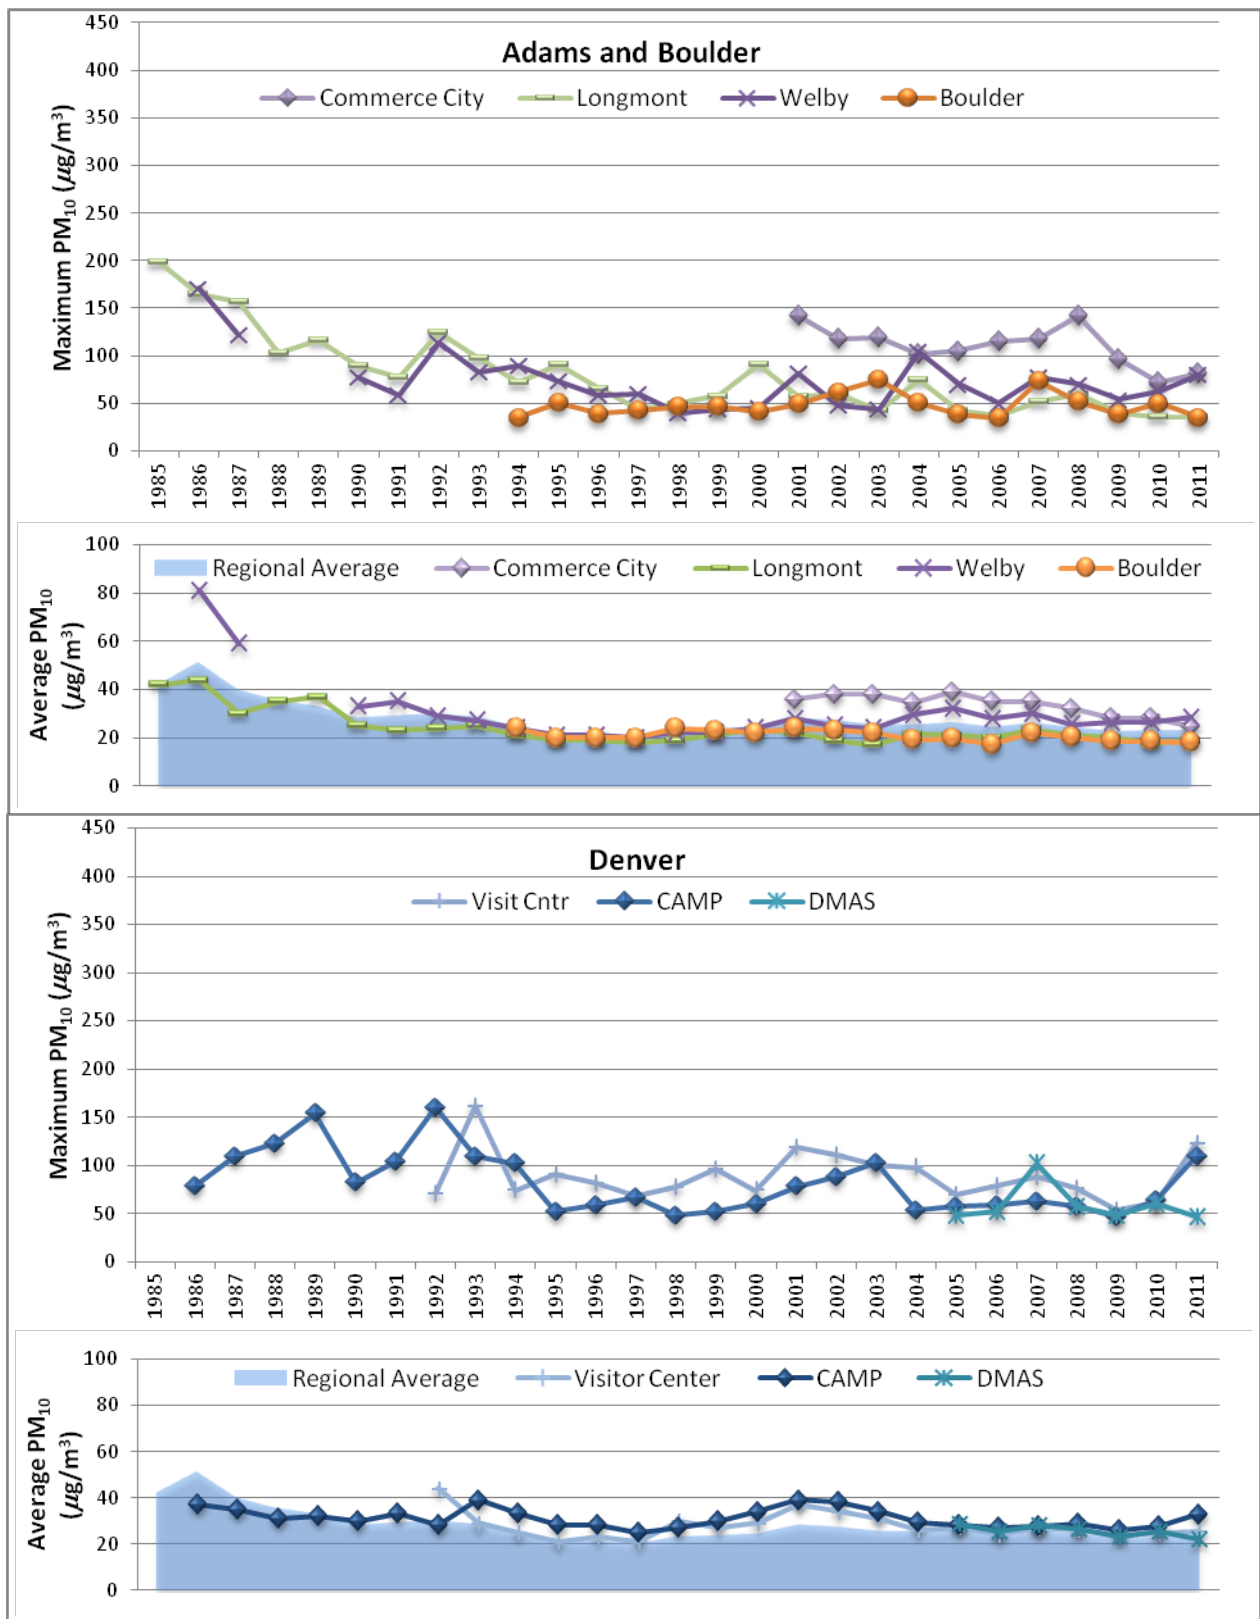 Adams and Boulder
Commerce City Longmont Welby Boulder
Maximum PM10 (µg/m³)
450
400
350
300
250
200
150
100
50
0
1985 1986 1987 1988 1989 1990 1991 1992 1993 1994 1995 1996 1997 1998 1999 2000 2001 2002 2003 2004 2005 2006 2007 2008 2009 2010 2011
Regional Average Commerce City Longmont Welby Boulder
Average PM10
(µg/m³)
100
80
60
40
20
0
Denver
Visit Cntr CAMP DMAS
Maximum PM10 (µg/m³)
450
400
350
300
250
200
150
100
50
0
1985 1986 1987 1988 1989 1990 1991 1992 1993 1994 1995 1996 1997 1998 1999 2000 2001 2002 2003 2004 2005 2006 2007 2008 2009 2010 2011
Regional Average Visitor Center CAMP DMAS
Average PM10
(µg/m³)
100
80
60
40
20
0